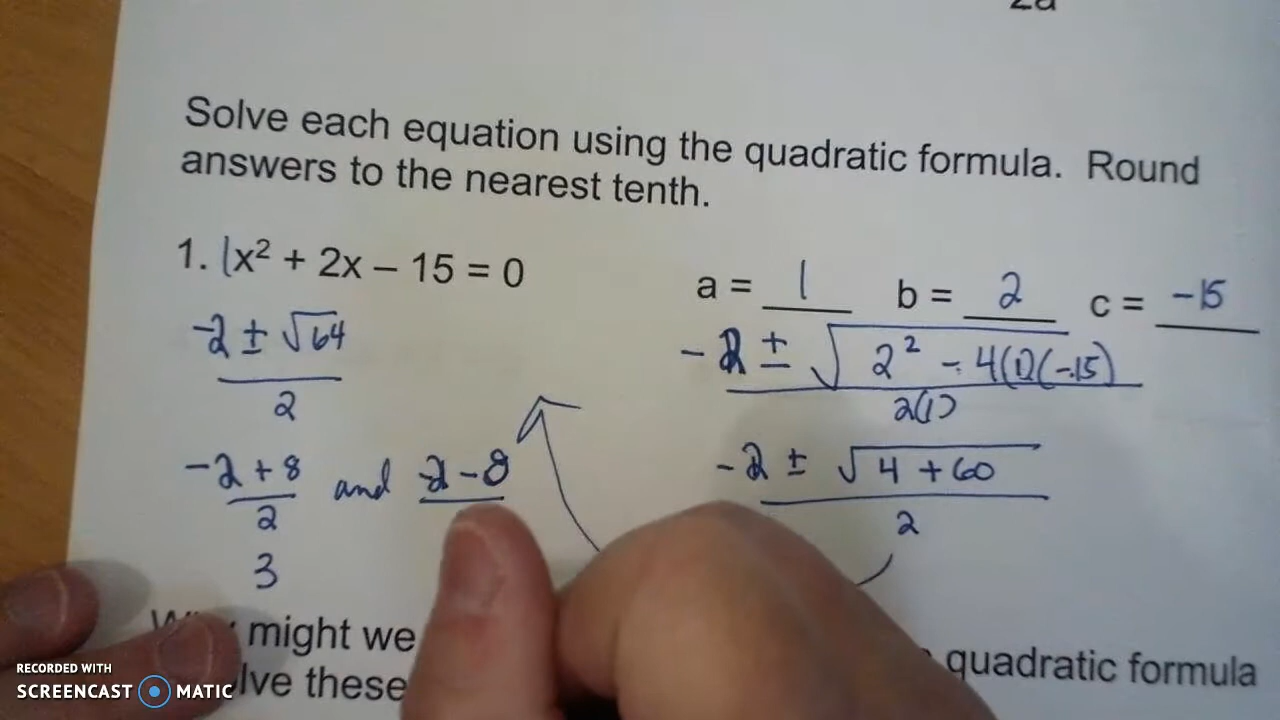 2a
Solve each equation using the quadratic formula. Round
answers to the nearest tenth.
1. 1x² + 2x – 15 = 0
a = 1 b = 2 c = -15
-2 ± √64
2
-2 ± √2² - 4(1)(-15)
2(1)
-2 ± √4 + 60
2
-2 + 8 and -2 - 8
2
3
might we quadratic formula
these
RECORDED WITH
SCREENCAST MATIC